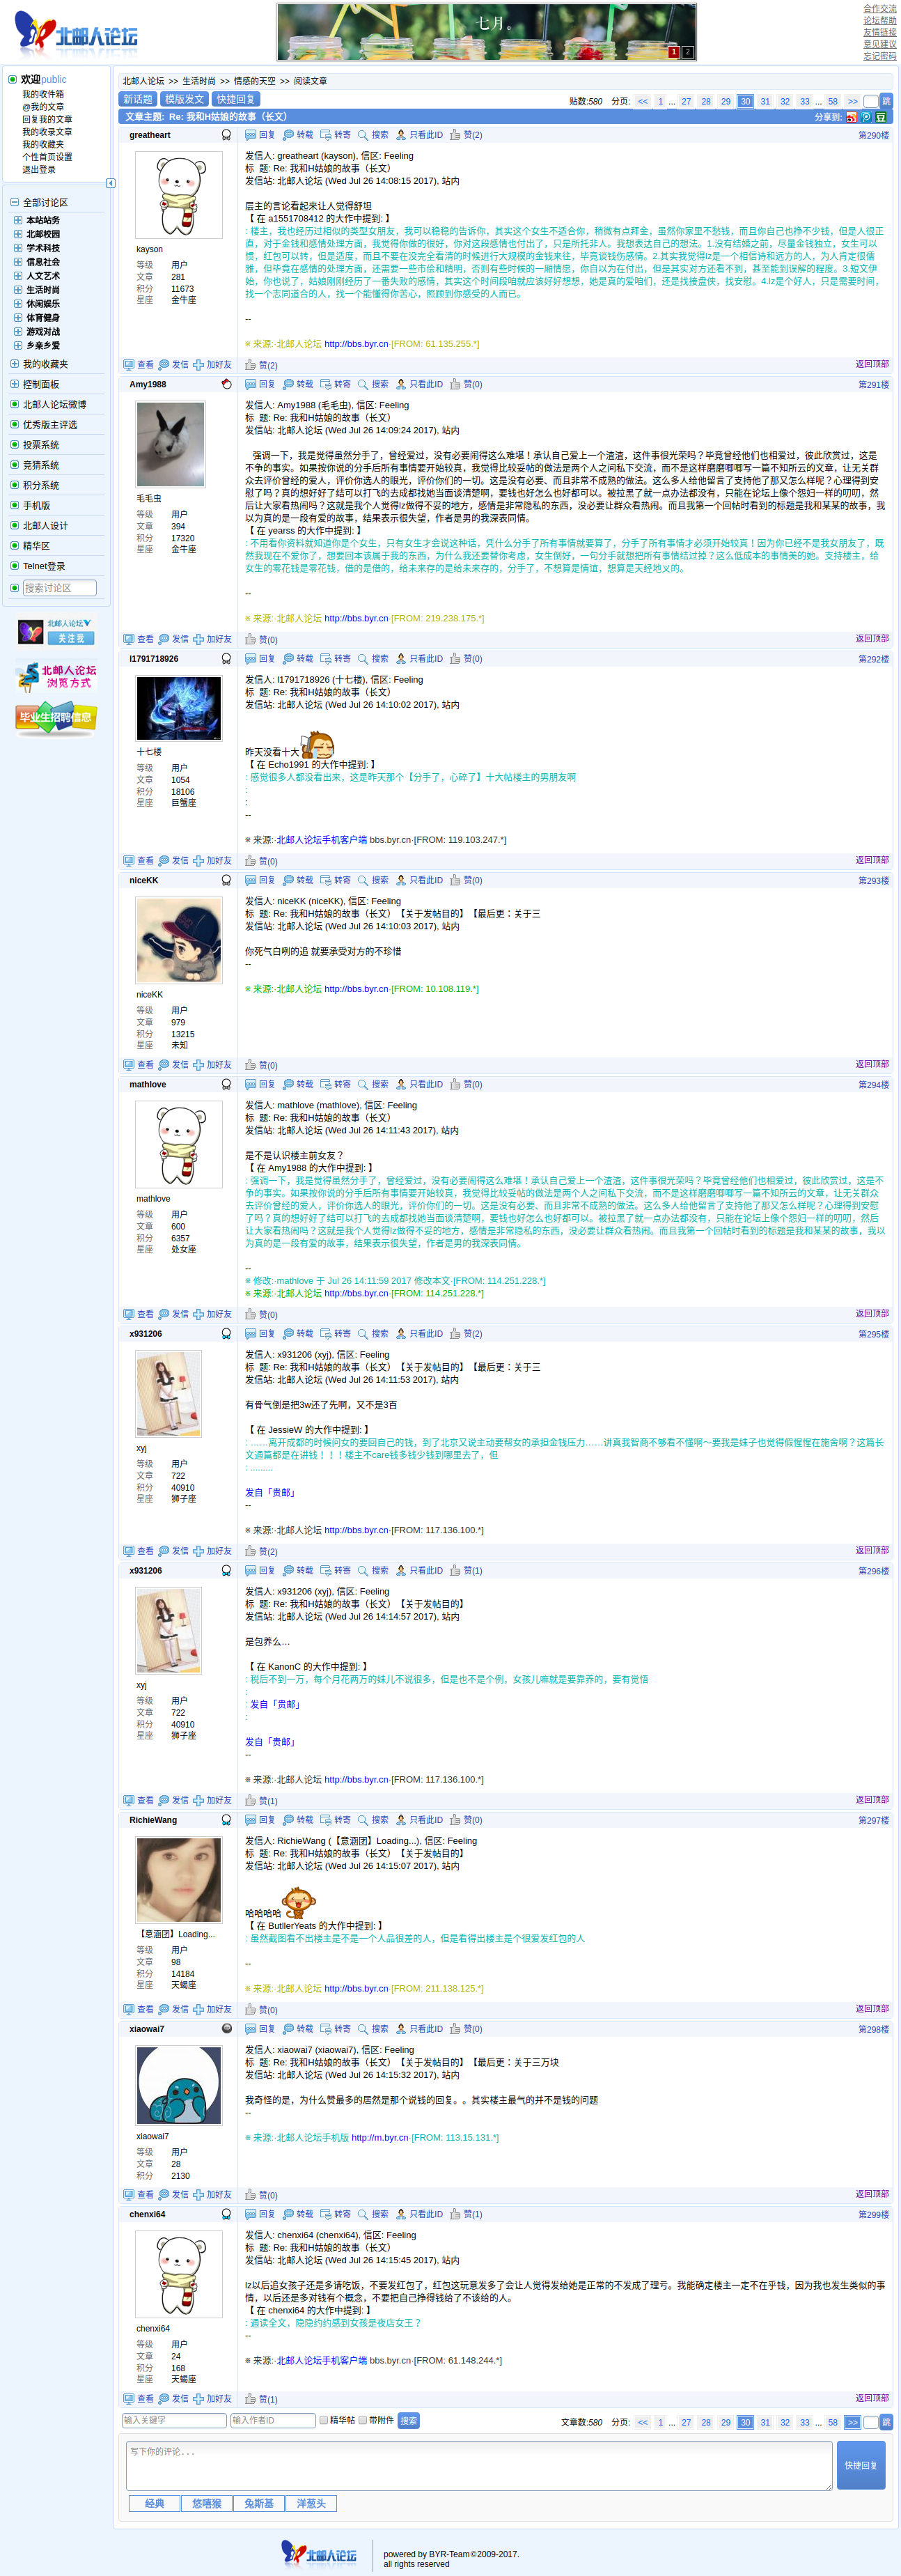 北邮人论坛
七月。
1 2
合作交流
论坛帮助
友情链接
意见建议
忘记密码
欢迎public
我的收件箱
@我的文章
回复我的文章
我的收录文章
我的收藏夹
个性首页设置
退出登录
全部讨论区
本站站务
北邮校园
学术科技
信息社会
人文艺术
生活时尚
休闲娱乐
体育健身
游戏对战
乡亲乡爱
我的收藏夹
控制面板
北邮人论坛微博
优秀版主评选
投票系统
竞猜系统
积分系统
手机版
北邮人设计
精华区
Telnet登录
搜索讨论区
北邮人论坛
关注我
北邮人论坛
浏览方式
毕业生招聘信息
北邮人论坛 >> 生活时尚 >> 情感的天空 >> 阅读文章
新话题 模版发文 快捷回复
贴数:580 分页: << 1 ... 27 28 29 30 31 32 33 ... 58 >> 跳
文章主题: Re: 我和H姑娘的故事（长文） 分享到:
greatheart 回复 转载 转寄 搜索 只看此ID 赞(2) 第290楼
kayson
等级 用户
文章 281
积分 11673
星座 金牛座
发信人: greatheart (kayson), 信区: Feeling
标 题: Re: 我和H姑娘的故事（长文）
发信站: 北邮人论坛 (Wed Jul 26 14:08:15 2017), 站内
层主的言论看起来让人觉得舒坦
【 在 a1551708412 的大作中提到: 】
: 楼主，我也经历过相似的类型女朋友，我可以稳稳的告诉你，其实这个女生不适合你，稍微有点拜金，虽然你家里不愁钱，而且你自己也挣不少钱，但是人很正直，对于金钱和感情处理方面，我觉得你做的很好，你对这段感情也付出了，只是所托非人。我想表达自己的想法。1.没有结婚之前，尽量金钱独立，女生可以惯，红包可以转，但是适度，而且不要在没完全看清的时候进行大规模的金钱来往，毕竟谈钱伤感情。2.其实我觉得lz是一个相信诗和远方的人，为人肯定很儒雅，但毕竟在感情的处理方面，还需要一些市侩和精明，否则有些时候的一厢情愿，你自以为在付出，但是其实对方还看不到，甚至能到误解的程度。3.短文伊始，你也说了，姑娘刚刚经历了一番失败的感情，其实这个时间段咱就应该好好想想，她是真的爱咱们，还是找接盘侠，找安慰。4.lz是个好人，只是需要时间，找一个志同道合的人，找一个能懂得你苦心，照顾到你感受的人而已。
--
※ 来源:·北邮人论坛 http://bbs.byr.cn·[FROM: 61.135.255.*]
查看 发信 加好友 赞(2) 返回顶部
Amy1988 回复 转载 转寄 搜索 只看此ID 赞(0) 第291楼
毛毛虫
等级 用户
文章 394
积分 17320
星座 金牛座
发信人: Amy1988 (毛毛虫), 信区: Feeling
标 题: Re: 我和H姑娘的故事（长文）
发信站: 北邮人论坛 (Wed Jul 26 14:09:24 2017), 站内
强调一下，我是觉得虽然分手了，曾经爱过，没有必要闹得这么难堪！承认自己爱上一个渣渣，这件事很光荣吗？毕竟曾经他们也相爱过，彼此欣赏过，这是不争的事实。如果按你说的分手后所有事情要开始较真，我觉得比较妥帖的做法是两个人之间私下交流，而不是这样磨磨唧唧写一篇不知所云的文章，让无关群众去评价曾经的爱人，评价你选人的眼光，评价你们的一切。这是没有必要、而且非常不成熟的做法。这么多人给他留言了支持他了那又怎么样呢？心理得到安慰了吗？真的想好好了结可以打飞的去成都找她当面谈清楚啊，要钱也好怎么也好都可以。被拉黑了就一点办法都没有，只能在论坛上像个怨妇一样的叨叨，然后让大家看热闹吗？这就是我个人觉得lz做得不妥的地方，感情是非常隐私的东西，没必要让群众看热闹。而且我第一个回帖时看到的标题是我和某某的故事，我以为真的是一段有爱的故事，结果表示很失望，作者是男的我深表同情。
【 在 yearss 的大作中提到: 】
: 不用看你资料就知道你是个女生，只有女生才会说这种话，凭什么分手了所有事情就要算了，分手了所有事情才必须开始较真！因为你已经不是我女朋友了，既然我现在不爱你了，想要回本该属于我的东西，为什么我还要替你考虑，女生倒好，一句分手就想把所有事情结过掉？这么低成本的事情美的她。支持楼主，给女生的零花钱是零花钱，借的是借的，给未来存的是给未来存的，分手了，不想算是情谊，想算是天经地义的。
--
※ 来源:·北邮人论坛 http://bbs.byr.cn·[FROM: 219.238.175.*]
查看 发信 加好友 赞(0) 返回顶部
l1791718926 回复 转载 转寄 搜索 只看此ID 赞(0) 第292楼
十七楼
等级 用户
文章 1054
积分 18106
星座 巨蟹座
发信人: l1791718926 (十七楼), 信区: Feeling
标 题: Re: 我和H姑娘的故事（长文）
发信站: 北邮人论坛 (Wed Jul 26 14:10:02 2017), 站内
昨天没看十大
【 在 Echo1991 的大作中提到: 】
: 感觉很多人都没看出来，这是昨天那个【分手了，心碎了】十大帖楼主的男朋友啊
:
:
--
※ 来源:·北邮人论坛手机客户端 bbs.byr.cn·[FROM: 119.103.247.*]
查看 发信 加好友 赞(0) 返回顶部
niceKK 回复 转载 转寄 搜索 只看此ID 赞(0) 第293楼
niceKK
等级 用户
文章 979
积分 13215
星座 未知
发信人: niceKK (niceKK), 信区: Feeling
标 题: Re: 我和H姑娘的故事（长文）【关于发帖目的】【最后更：关于三
发信站: 北邮人论坛 (Wed Jul 26 14:10:03 2017), 站内
你死气白咧的追 就要承受对方的不珍惜
--
※ 来源:·北邮人论坛 http://bbs.byr.cn·[FROM: 10.108.119.*]
查看 发信 加好友 赞(0) 返回顶部
mathlove 回复 转载 转寄 搜索 只看此ID 赞(0) 第294楼
mathlove
等级 用户
文章 600
积分 6357
星座 处女座
发信人: mathlove (mathlove), 信区: Feeling
标 题: Re: 我和H姑娘的故事（长文）
发信站: 北邮人论坛 (Wed Jul 26 14:11:43 2017), 站内
是不是认识楼主前女友？
【 在 Amy1988 的大作中提到: 】
: 强调一下，我是觉得虽然分手了，曾经爱过，没有必要闹得这么难堪！承认自己爱上一个渣渣，这件事很光荣吗？毕竟曾经他们也相爱过，彼此欣赏过，这是不争的事实。如果按你说的分手后所有事情要开始较真，我觉得比较妥帖的做法是两个人之间私下交流，而不是这样磨磨唧唧写一篇不知所云的文章，让无关群众去评价曾经的爱人，评价你选人的眼光，评价你们的一切。这是没有必要、而且非常不成熟的做法。这么多人给他留言了支持他了那又怎么样呢？心理得到安慰了吗？真的想好好了结可以打飞的去成都找她当面谈清楚啊，要钱也好怎么也好都可以。被拉黑了就一点办法都没有，只能在论坛上像个怨妇一样的叨叨，然后让大家看热闹吗？这就是我个人觉得lz做得不妥的地方，感情是非常隐私的东西，没必要让群众看热闹。而且我第一个回帖时看到的标题是我和某某的故事，我以为真的是一段有爱的故事，结果表示很失望，作者是男的我深表同情。
--
※ 修改:·mathlove 于 Jul 26 14:11:59 2017 修改本文·[FROM: 114.251.228.*]
※ 来源:·北邮人论坛 http://bbs.byr.cn·[FROM: 114.251.228.*]
查看 发信 加好友 赞(0) 返回顶部
x931206 回复 转载 转寄 搜索 只看此ID 赞(2) 第295楼
xyj
等级 用户
文章 722
积分 40910
星座 狮子座
发信人: x931206 (xyj), 信区: Feeling
标 题: Re: 我和H姑娘的故事（长文）【关于发帖目的】【最后更：关于三
发信站: 北邮人论坛 (Wed Jul 26 14:11:53 2017), 站内
有骨气倒是把3w还了先啊，又不是3百
【 在 JessieW 的大作中提到: 】
: ……离开成都的时候问女的要回自己的钱，到了北京又说主动要帮女的承担金钱压力……讲真我智商不够看不懂啊～要我是妹子也觉得假惺惺在施舍啊？这篇长文通篇都是在讲钱！！！楼主不care钱多钱少钱到哪里去了，但
: .........
发自「贵邮」
--
※ 来源:·北邮人论坛 http://bbs.byr.cn·[FROM: 117.136.100.*]
查看 发信 加好友 赞(2) 返回顶部
x931206 回复 转载 转寄 搜索 只看此ID 赞(1) 第296楼
xyj
等级 用户
文章 722
积分 40910
星座 狮子座
发信人: x931206 (xyj), 信区: Feeling
标 题: Re: 我和H姑娘的故事（长文）【关于发帖目的】
发信站: 北邮人论坛 (Wed Jul 26 14:14:57 2017), 站内
是包养么…
【 在 KanonC 的大作中提到: 】
: 税后不到一万，每个月花两万的妹儿不说很多，但是也不是个例，女孩儿嘛就是要靠养的，要有觉悟
:
: 发自「贵邮」
:
发自「贵邮」
--
※ 来源:·北邮人论坛 http://bbs.byr.cn·[FROM: 117.136.100.*]
查看 发信 加好友 赞(1) 返回顶部
RichieWang 回复 转载 转寄 搜索 只看此ID 赞(0) 第297楼
【意涵团】Loading...
等级 用户
文章 98
积分 14184
星座 天蝎座
发信人: RichieWang (【意涵团】Loading...), 信区: Feeling
标 题: Re: 我和H姑娘的故事（长文）【关于发帖目的】
发信站: 北邮人论坛 (Wed Jul 26 14:15:07 2017), 站内
哈哈哈哈
【 在 ButllerYeats 的大作中提到: 】
: 虽然截图看不出楼主是不是一个人品很差的人，但是看得出楼主是个很爱发红包的人
--
※ 来源:·北邮人论坛 http://bbs.byr.cn·[FROM: 211.138.125.*]
查看 发信 加好友 赞(0) 返回顶部
xiaowai7 回复 转载 转寄 搜索 只看此ID 赞(0) 第298楼
xiaowai7
等级 用户
文章 28
积分 2130
发信人: xiaowai7 (xiaowai7), 信区: Feeling
标 题: Re: 我和H姑娘的故事（长文）【关于发帖目的】【最后更：关于三万块
发信站: 北邮人论坛 (Wed Jul 26 14:15:32 2017), 站内
我奇怪的是，为什么赞最多的居然是那个说钱的回复。。其实楼主最气的并不是钱的问题
--
※ 来源:·北邮人论坛手机版 http://m.byr.cn·[FROM: 113.15.131.*]
查看 发信 加好友 赞(0) 返回顶部
chenxi64 回复 转载 转寄 搜索 只看此ID 赞(1) 第299楼
chenxi64
等级 用户
文章 24
积分 168
星座 天蝎座
发信人: chenxi64 (chenxi64), 信区: Feeling
标 题: Re: 我和H姑娘的故事（长文）
发信站: 北邮人论坛 (Wed Jul 26 14:15:45 2017), 站内
lz以后追女孩子还是多请吃饭，不要发红包了，红包这玩意发多了会让人觉得发给她是正常的不发成了理亏。我能确定楼主一定不在乎钱，因为我也发生类似的事情，以后还是多对钱有个概念，不要把自己挣得钱给了不该给的人。
【 在 chenxi64 的大作中提到: 】
: 通读全文，隐隐约约感到女孩是夜店女王？
--
※ 来源:·北邮人论坛手机客户端 bbs.byr.cn·[FROM: 61.148.244.*]
查看 发信 加好友 赞(1) 返回顶部
输入关键字 输入作者ID 精华帖 带附件 搜索
文章数:580 分页: << 1 ... 27 28 29 30 31 32 33 ... 58 >> 跳
写下你的评论...
快捷回复
经典 悠嘻猴 兔斯基 洋葱头
北邮人论坛
powered by BYR-Team©2009-2017.
all rights reserved